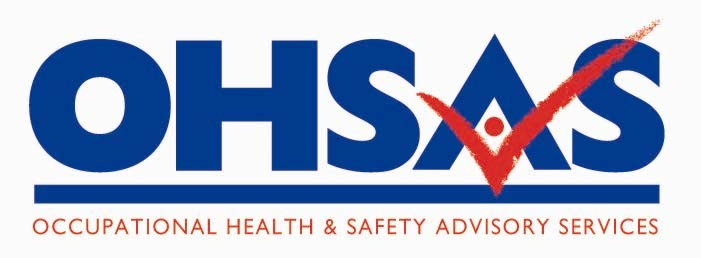 OHSAS
OCCUPATIONAL HEALTH & SAFETY ADVISORY SERVICES